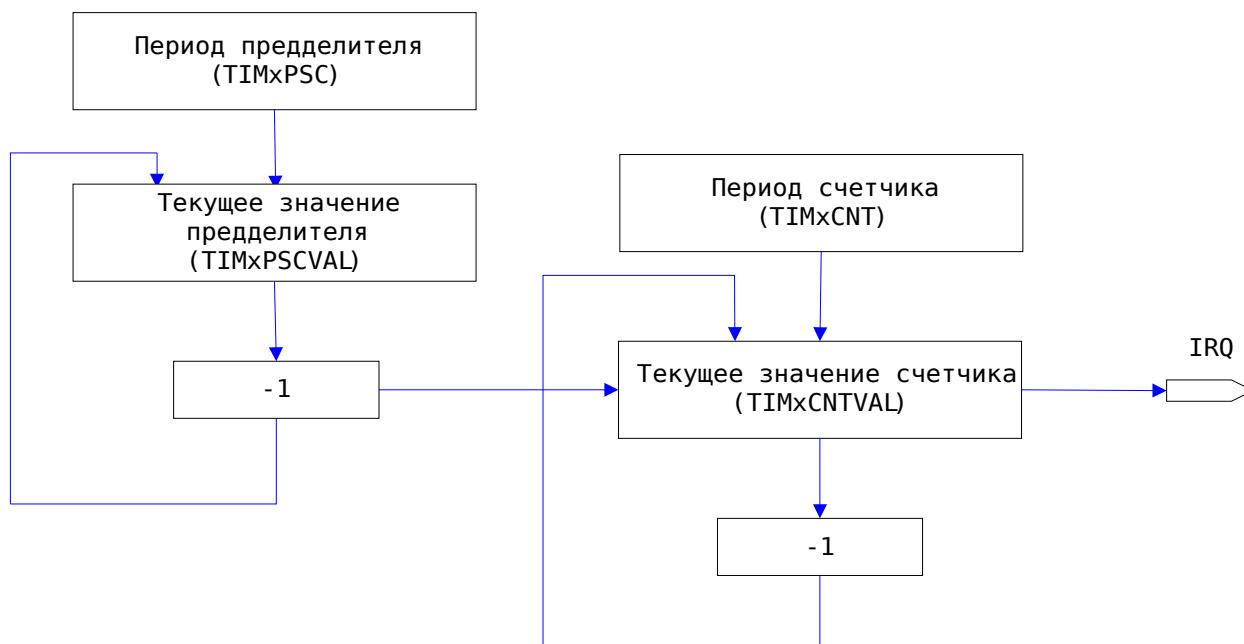 Период предделителя
(TIMxPSC)
Текущее значение
предделителя
(TIMxPSCVAL)
-1
Период счетчика
(TIMxCNT)
Текущее значение счетчика
(TIMxCNTVAL)
IRQ
-1